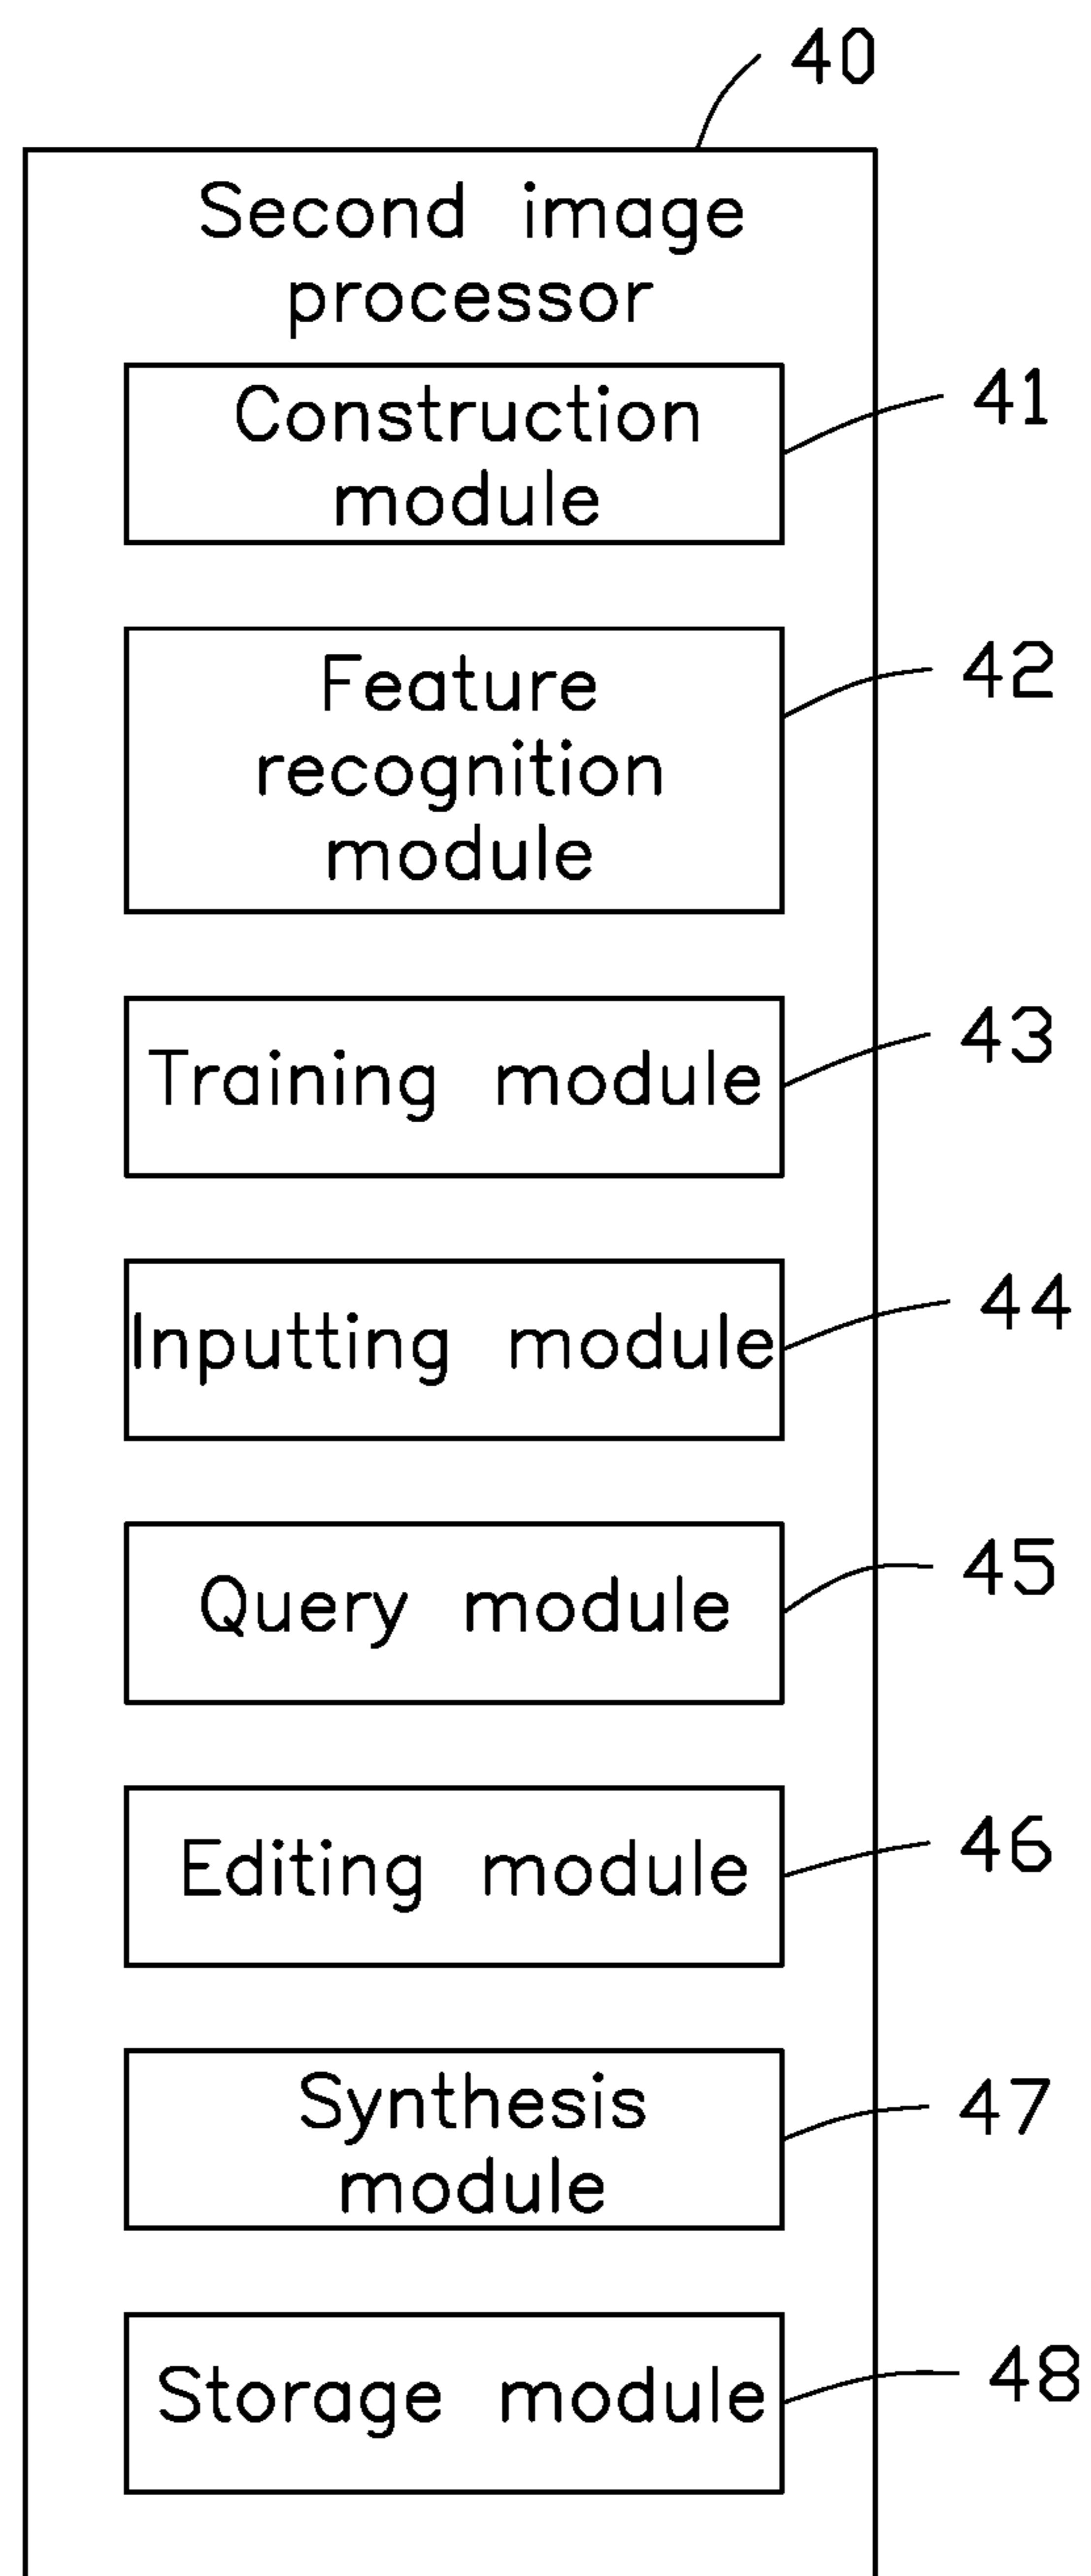 40
Second image
processor
Construction
module
41
Feature
recognition
module
42
Training module
43
Inputting module
44
Query module
45
Editing module
46
Synthesis
module
47
Storage module
48